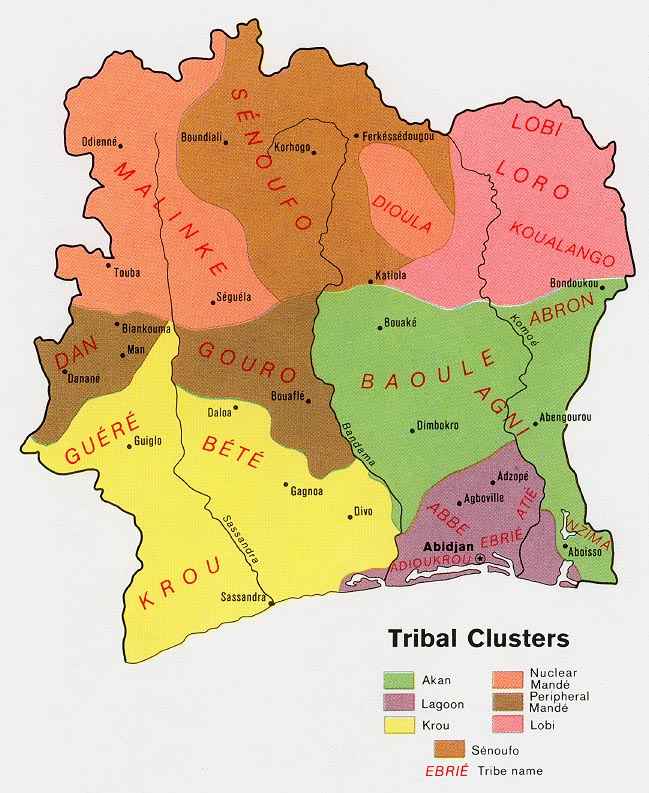 LOBI
SÉNOUFO
Odienné
Boundiali
Korhogo
Ferkéssédougou
LORO
MALINKE
DIOULA
KOUALANGO
Touba
Katiola
Bondoukou
Séguéla
ABRON
Biankouma
Bouaké
Komoé
DAN
Man
GOURO
BAOULE
Danané
Bouaflé
AGNI
Daloa
Abengourou
GUÉRÉ
Guiglo
BÉTÉ
Bandama
Dimbokro
Gagnoa
Adzopé
Agboville
Divo
ABBE
ATIÉ
Sassandra
NZIMA
EBRIÉ
Abidjan
Aboisso
ADIOUKROU
KROU
Sassandra
Tribal Clusters
Akan
Nuclear
Mandé
Lagoon
Peripheral
Mandé
Krou
Lobi
Sénoufo
EBRIÉ Tribe name